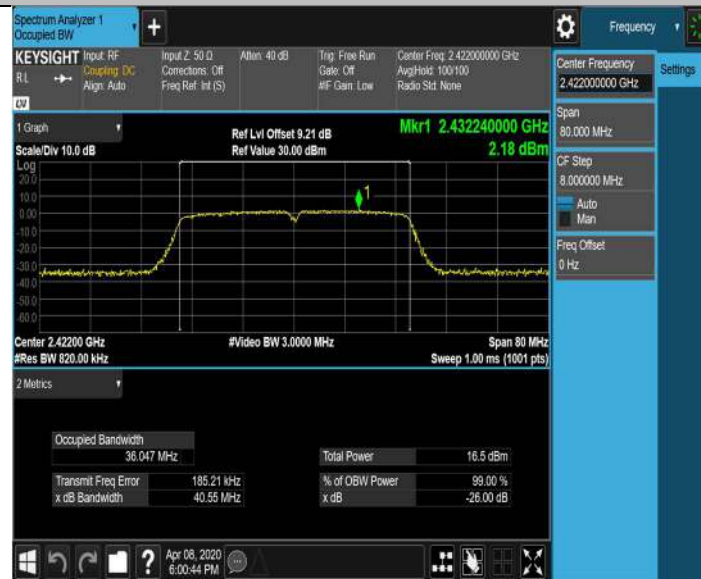 Spectrum Analyzer 1
Occupied BW
+
Frequency
KEYSIGHT
RL
Input: RF
Coupling: DC
Align: Auto
Input Z: 50 Ω
Corrections: Off
Freq Ref: Int (S)
Atten: 40 dB
Trig: Free Run
Gate: Off
#IF Gain: Low
Center Freq: 2.422000000 GHz
Avg|Hold: 100/100
Radio Std: None
Center Frequency
2.422000000 GHz
Settings
Span
80.000 MHz
CF Step
8.000000 MHz
Auto
Man
Freq Offset
0 Hz
1 Graph
Scale/Div 10.0 dB
Ref Lvl Offset 9.21 dB
Ref Value 30.00 dBm
Mkr1 2.432240000 GHz
2.18 dBm
Log
20.0
10.0
0.00
-10.0
-20.0
-30.0
-40.0
-50.0
-60.0
1
Center 2.42200 GHz
#Res BW 820.00 kHz
#Video BW 3.0000 MHz
Span 80 MHz
Sweep 1.00 ms (1001 pts)
2 Metrics
Occupied Bandwidth
36.047 MHz
Total Power 16.5 dBm
Transmit Freq Error 185.21 kHz
% of OBW Power 99.00 %
x dB Bandwidth 40.55 MHz
x dB -26.00 dB
?
Apr 08, 2020
6:00:44 PM